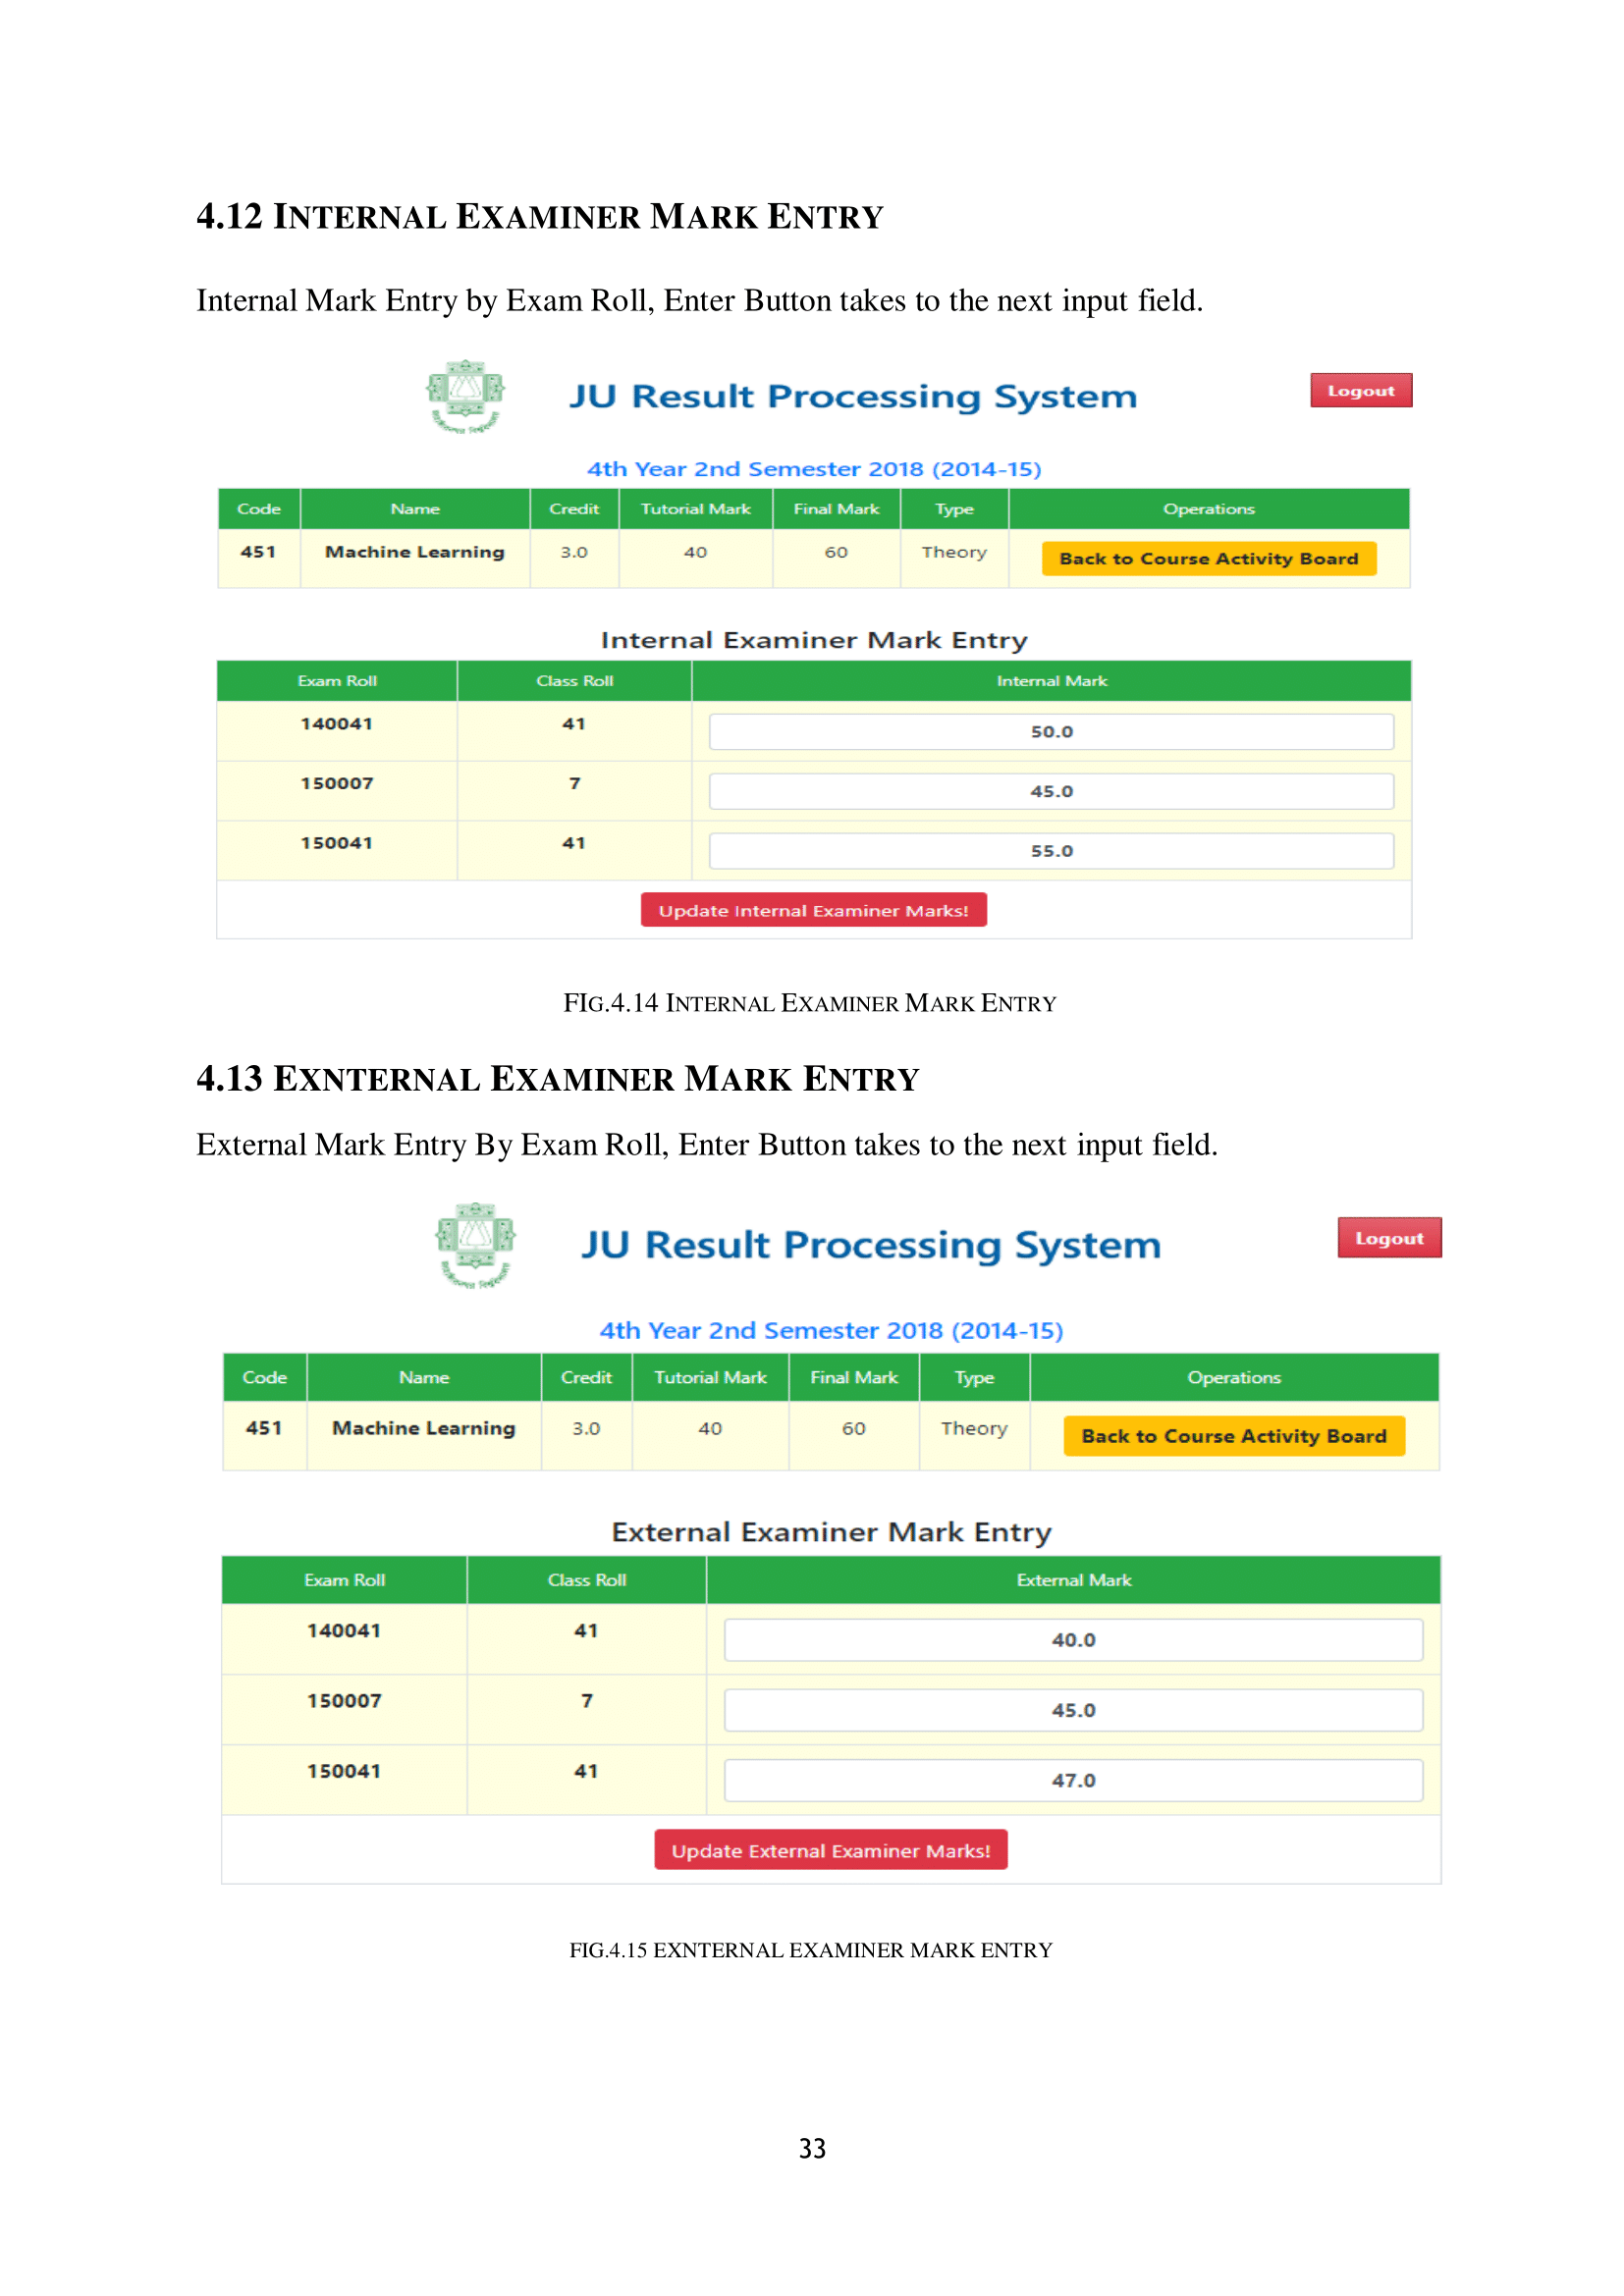 4.12 INTERNAL EXAMINER MARK ENTRY
Internal Mark Entry by Exam Roll, Enter Button takes to the next input field.
JU Result Processing System
Logout
4th Year 2nd Semester 2018 (2014-15)
Code Name Credit Tutorial Mark Final Mark Type Operations
451 Machine Learning 3.0 40 60 Theory Back to Course Activity Board
Internal Examiner Mark Entry
Exam Roll Class Roll Internal Mark
140041 41 50.0
150007 7 45.0
150041 41 55.0
Update Internal Examiner Marks!
FIG.4.14 INTERNAL EXAMINER MARK ENTRY
4.13 EXNTERNAL EXAMINER MARK ENTRY
External Mark Entry By Exam Roll, Enter Button takes to the next input field.
JU Result Processing System
Logout
4th Year 2nd Semester 2018 (2014-15)
Code Name Credit Tutorial Mark Final Mark Type Operations
451 Machine Learning 3.0 40 60 Theory Back to Course Activity Board
External Examiner Mark Entry
Exam Roll Class Roll External Mark
140041 41 40.0
150007 7 45.0
150041 41 47.0
Update External Examiner Marks!
FIG.4.15 EXNTERNAL EXAMINER MARK ENTRY
33